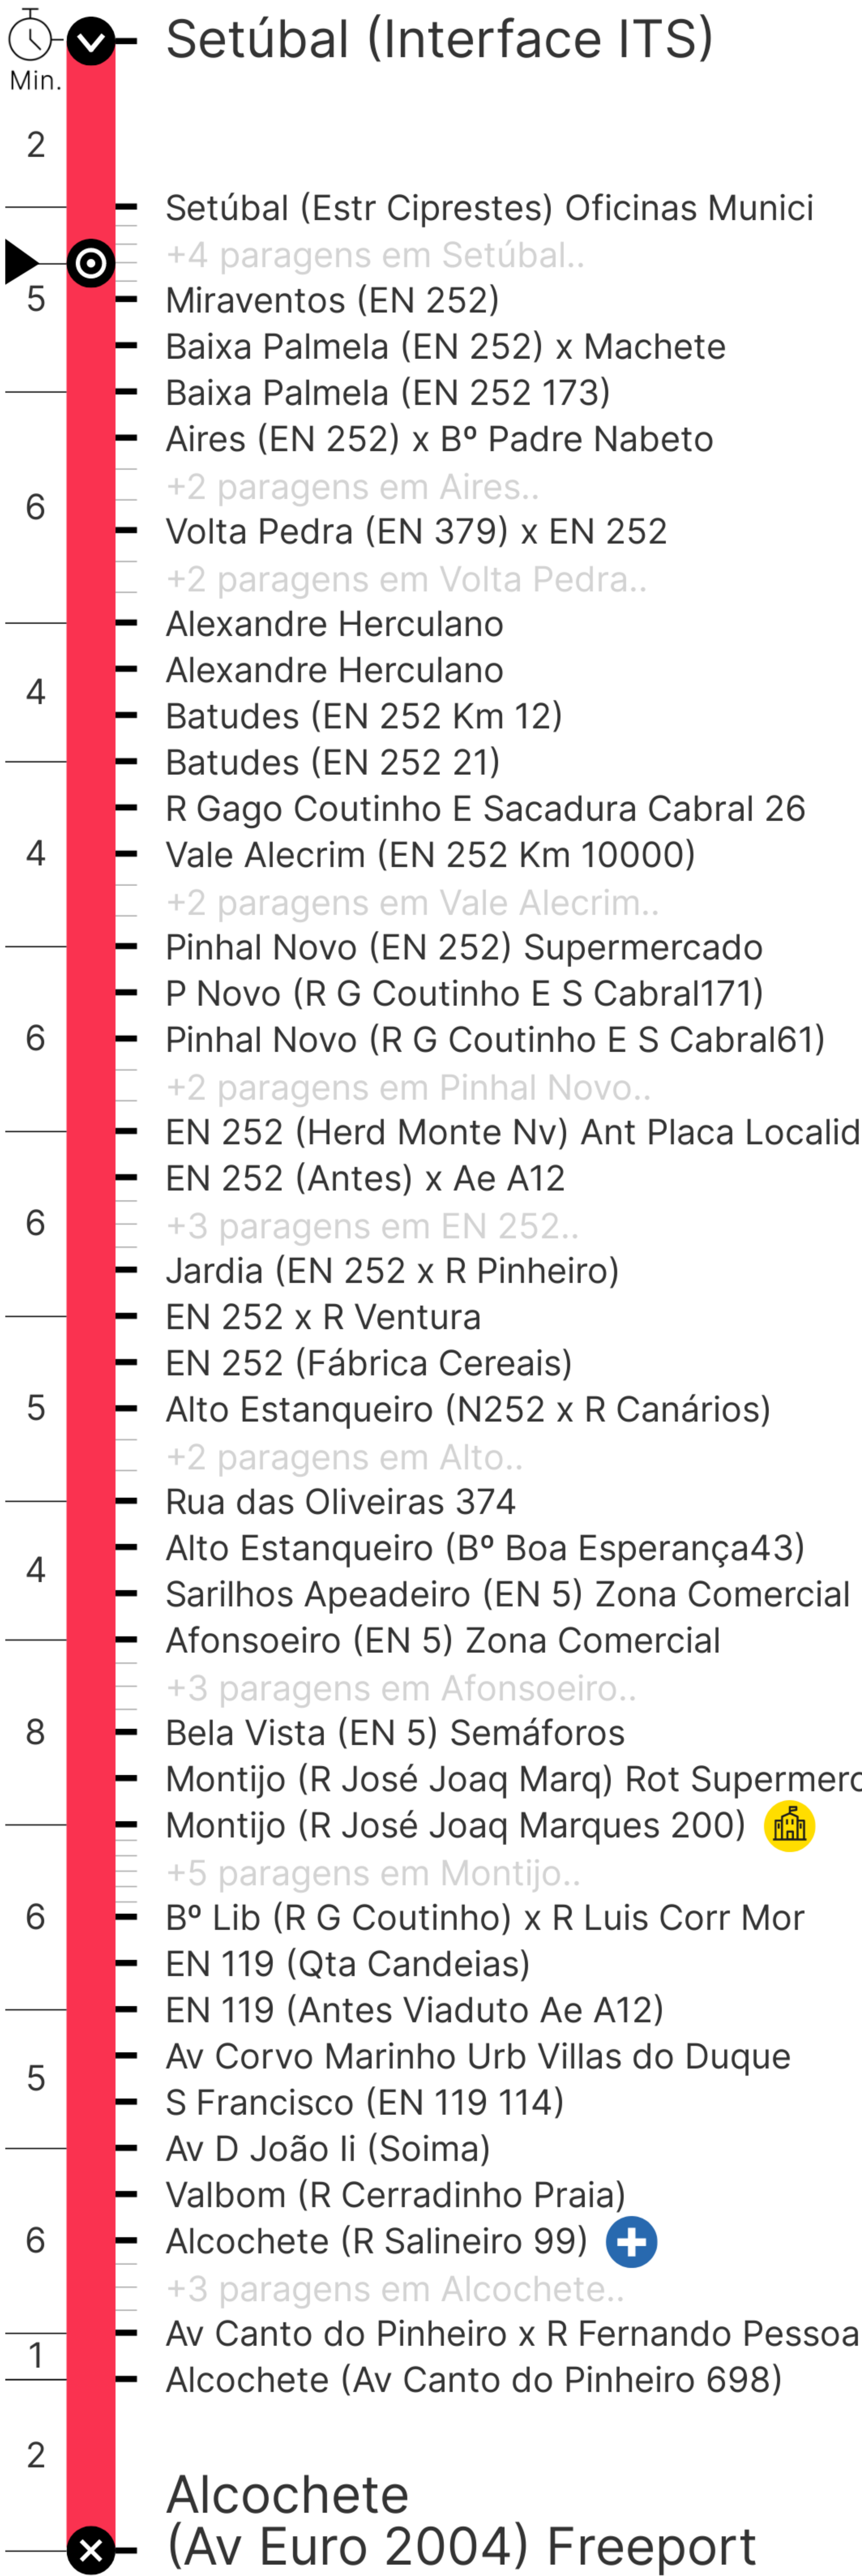 Setúbal (Interface ITS)
Min.
2
Setúbal (Estr Ciprestes) Oficinas Munici
+4 paragens em Setúbal..
5
Miraventos (EN 252)
Baixa Palmela (EN 252) x Machete
Baixa Palmela (EN 252 173)
Aires (EN 252) x Bº Padre Nabeto
+2 paragens em Aires..
6
Volta Pedra (EN 379) x EN 252
+2 paragens em Volta Pedra..
Alexandre Herculano
Alexandre Herculano
4
Batudes (EN 252 Km 12)
Batudes (EN 252 21)
R Gago Coutinho E Sacadura Cabral 26
4
Vale Alecrim (EN 252 Km 10000)
+2 paragens em Vale Alecrim..
Pinhal Novo (EN 252) Supermercado
P Novo (R G Coutinho E S Cabral171)
6
Pinhal Novo (R G Coutinho E S Cabral61)
+2 paragens em Pinhal Novo..
EN 252 (Herd Monte Nv) Ant Placa Localid
EN 252 (Antes) x Ae A12
6
+3 paragens em EN 252..
Jardia (EN 252 x R Pinheiro)
EN 252 x R Ventura
EN 252 (Fábrica Cereais)
5
Alto Estanqueiro (N252 x R Canários)
+2 paragens em Alto..
Rua das Oliveiras 374
Alto Estanqueiro (Bº Boa Esperança43)
4
Sarilhos Apeadeiro (EN 5) Zona Comercial
Afonsoeiro (EN 5) Zona Comercial
+3 paragens em Afonsoeiro..
8
Bela Vista (EN 5) Semáforos
Montijo (R José Joaq Marq) Rot Supermerc
Montijo (R José Joaq Marques 200)
+5 paragens em Montijo..
6
Bº Lib (R G Coutinho) x R Luis Corr Mor
EN 119 (Qta Candeias)
EN 119 (Antes Viaduto Ae A12)
Av Corvo Marinho Urb Villas do Duque
5
S Francisco (EN 119 114)
Av D João Ii (Soima)
Valbom (R Cerradinho Praia)
6
Alcochete (R Salineiro 99)
+3 paragens em Alcochete..
Av Canto do Pinheiro x R Fernando Pessoa
1
Alcochete (Av Canto do Pinheiro 698)
2
Alcochete
(Av Euro 2004) Freeport